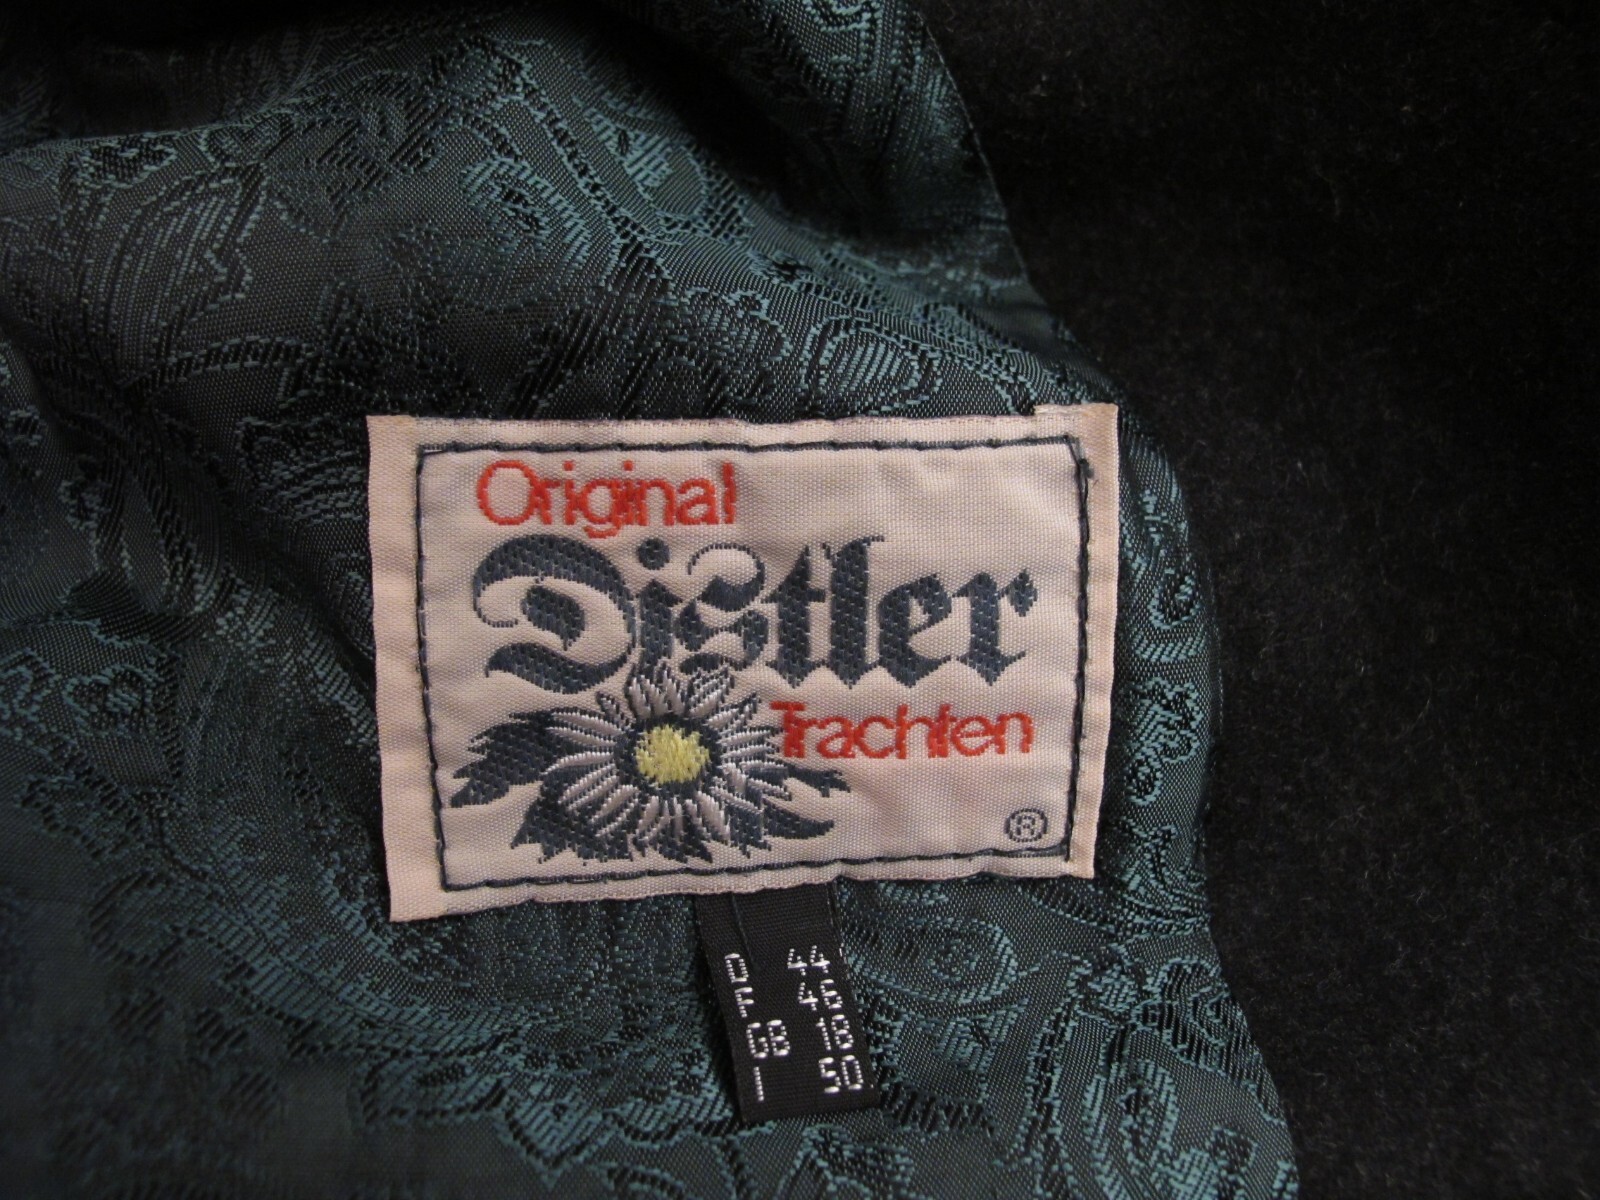 Original
Distler
Trachten
®
D 44
F 46
GB 18
I 50